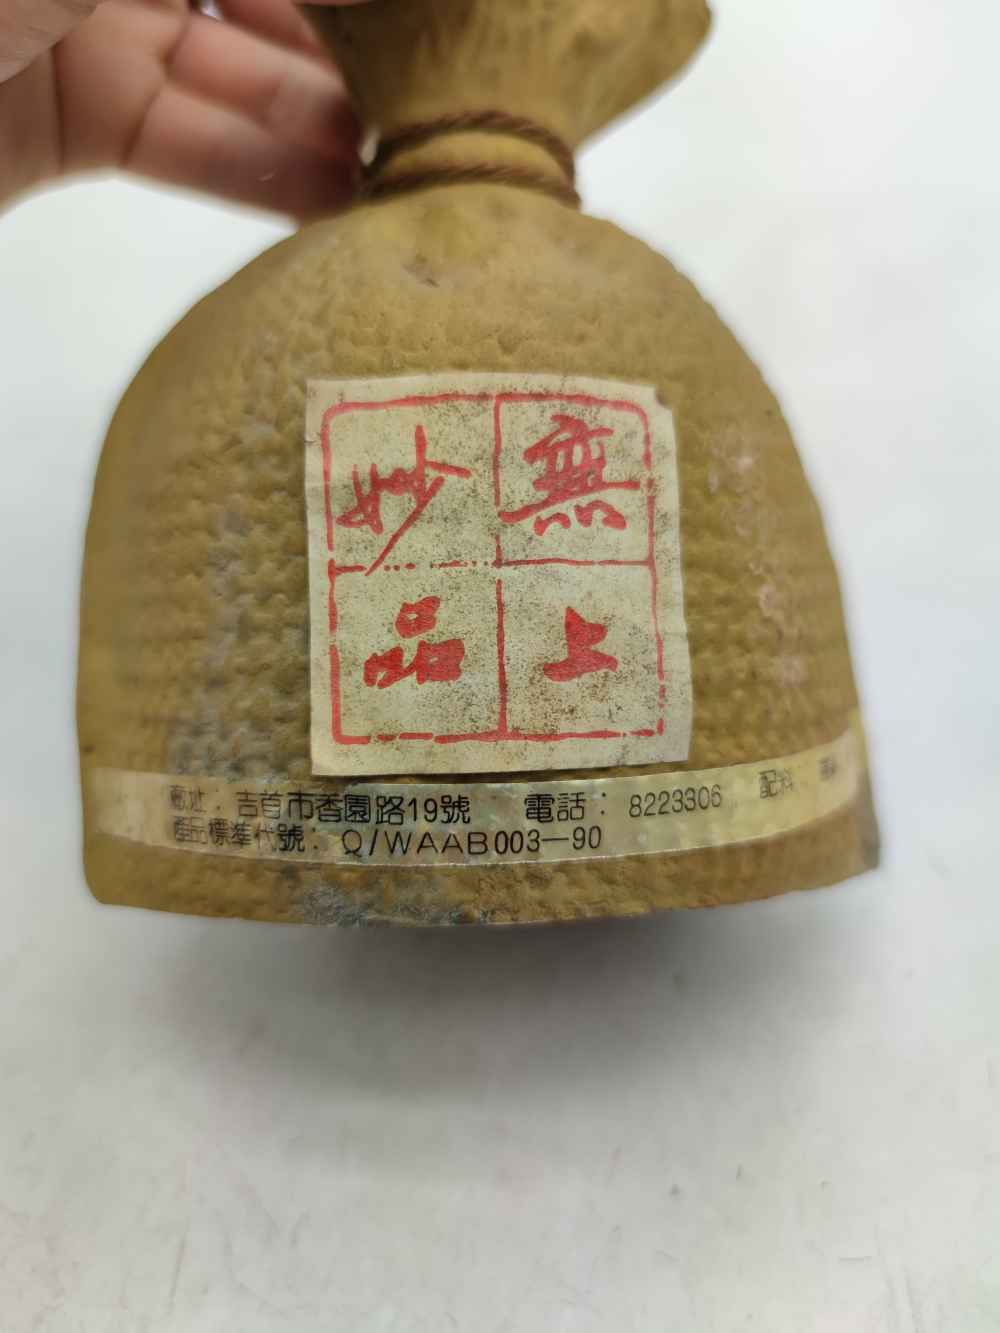 無上
妙品
廠址：吉首市香園路19號 電話：8223306 配料：
產品標準代號：Q/WAAB003—90